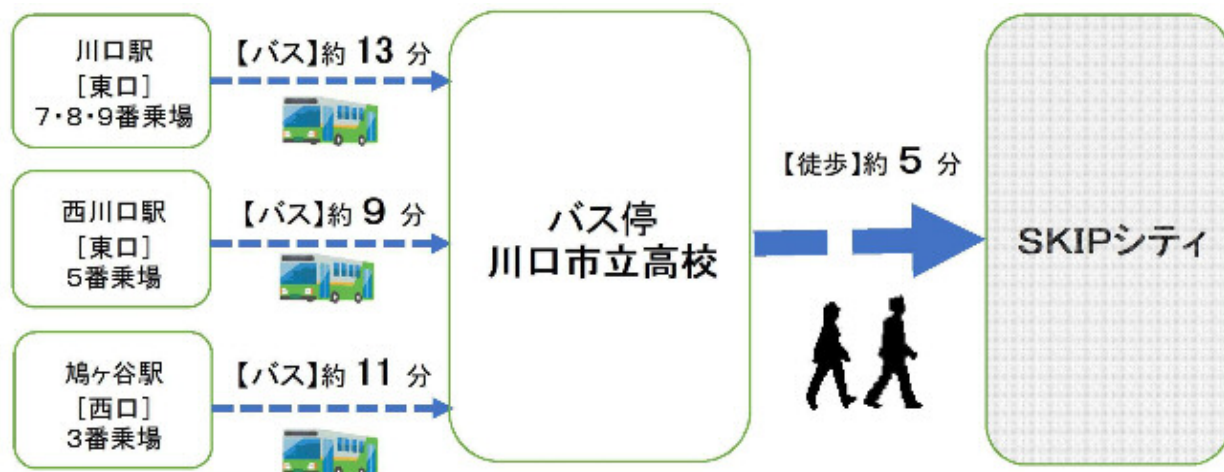 川口駅
[東口]
7・8・9番乗場
【バス】約 13 分
西川口駅
[東口]
5番乗場
【バス】約 9 分
鳩ヶ谷駅
[西口]
3番乗場
【バス】約 11 分
バス停
川口市立高校
【徒歩】約 5 分
SKIPシティ